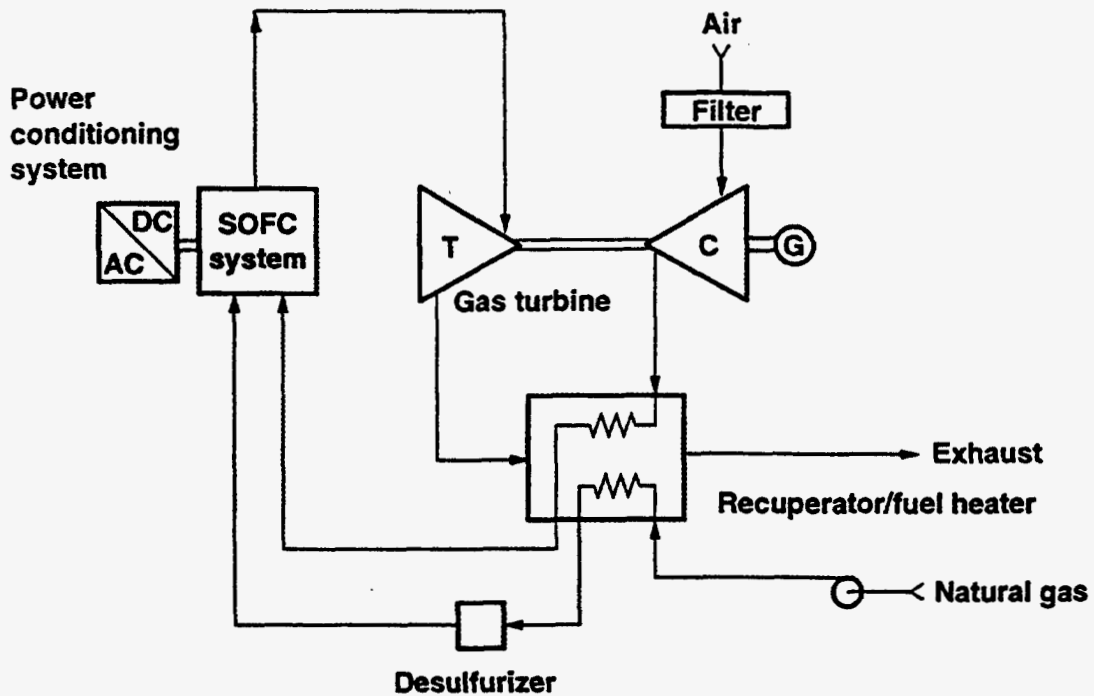 Air
Filter
Power
conditioning
system
DC
AC
SOFC
system
T
C
G
Gas turbine
Exhaust
Recuperator/fuel heater
Natural gas
Desulfurizer